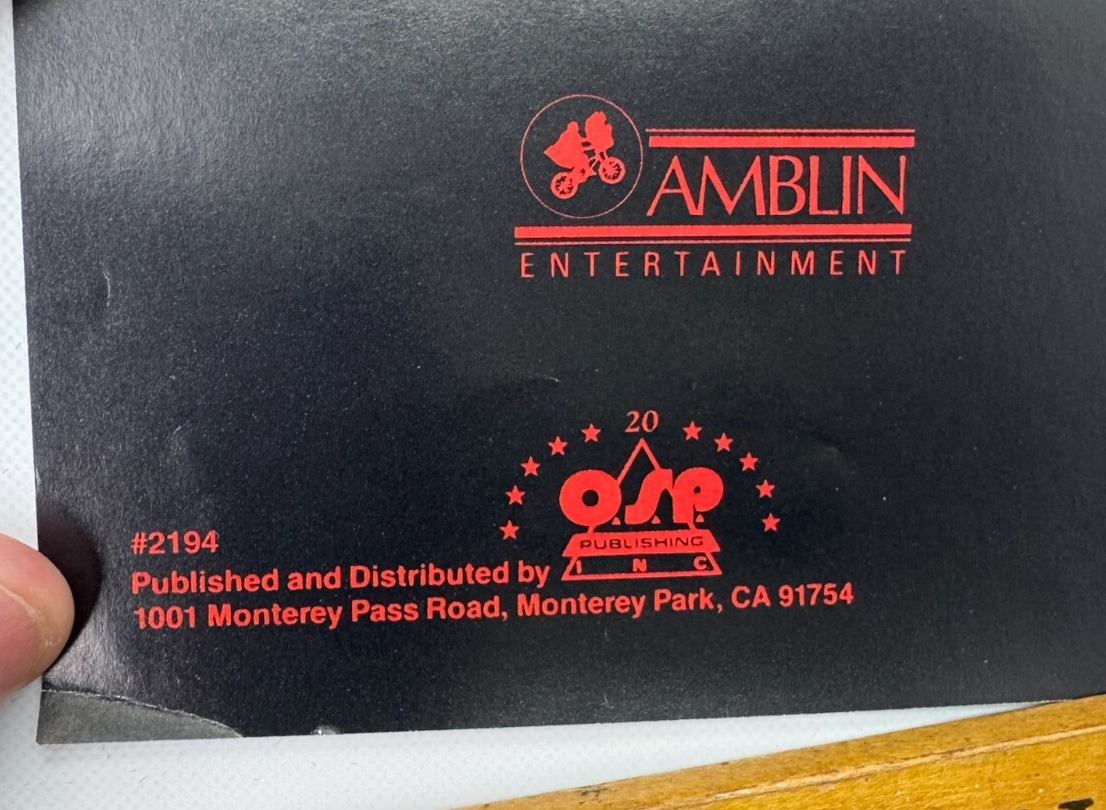 AMBLIN
ENTERTAINMENT
20
O.S.P.
PUBLISHING
INC
#2194
Published and Distributed by
1001 Monterey Pass Road, Monterey Park, CA 91754